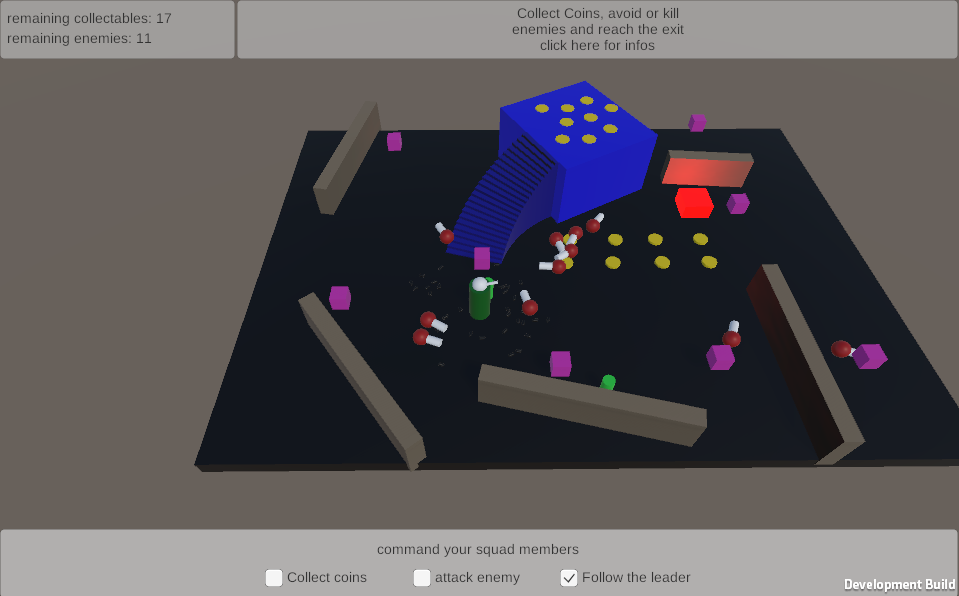 remaining collectables: 17
remaining enemies: 11
Collect Coins, avoid or kill
enemies and reach the exit
click here for infos
command your squad members
Collect coins
attack enemy
Follow the leader
Development Build